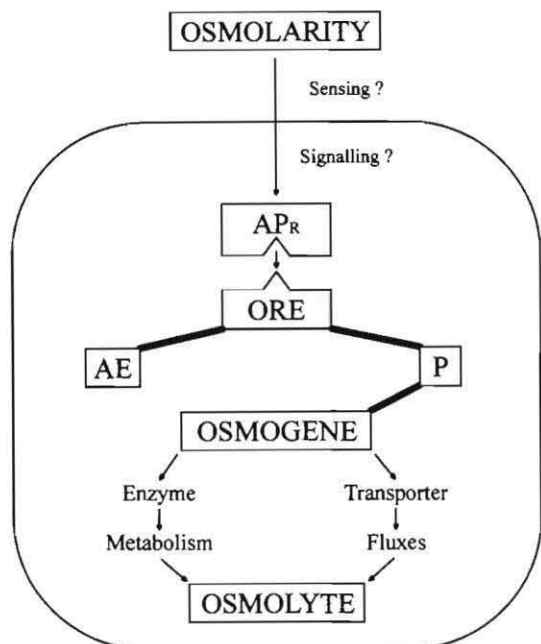 OSMOLARITY
Sensing ?
Signalling ?
APR
ORE
AE
P
OSMOGENE
Enzyme
Transporter
Metabolism
Fluxes
OSMOLYTE